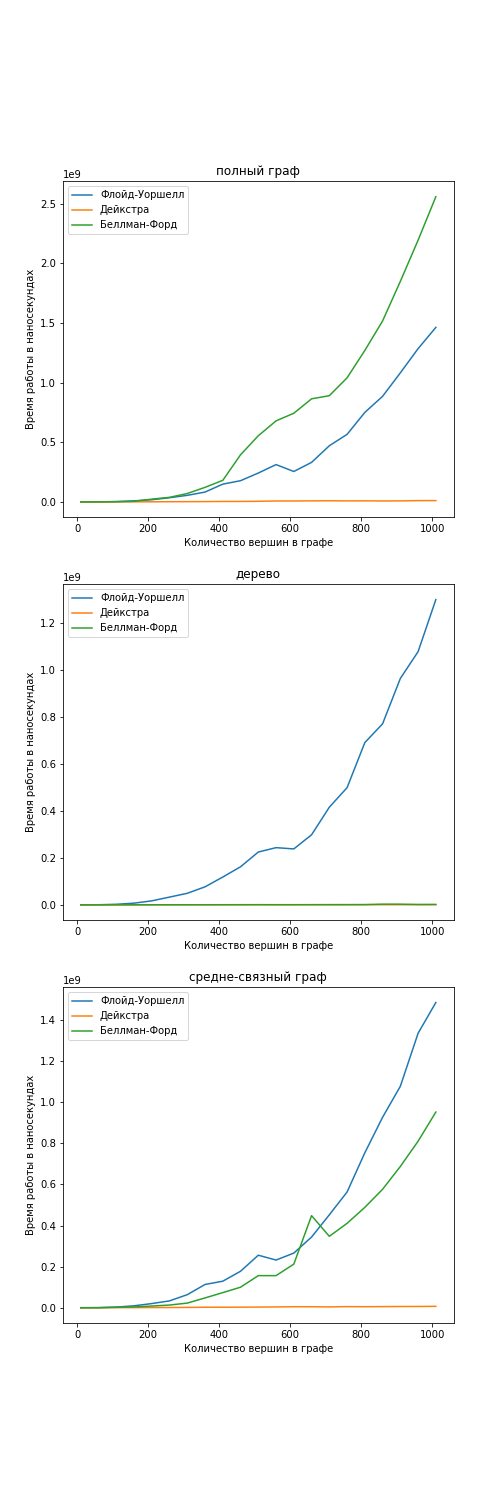 полный граф
1e9
Флойд-Уоршелл
Дейкстра
Беллман-Форд
2.5
2.0
1.5
1.0
0.5
0.0
Время работы в наносекундах
0 200 400 600 800 1000
Количество вершин в графе
дерево
1e9
Флойд-Уоршелл
Дейкстра
Беллман-Форд
1.2
1.0
0.8
0.6
0.4
0.2
0.0
Время работы в наносекундах
0 200 400 600 800 1000
Количество вершин в графе
средне-связный граф
1e9
Флойд-Уоршелл
Дейкстра
Беллман-Форд
1.4
1.2
1.0
0.8
0.6
0.4
0.2
0.0
Время работы в наносекундах
0 200 400 600 800 1000
Количество вершин в графе